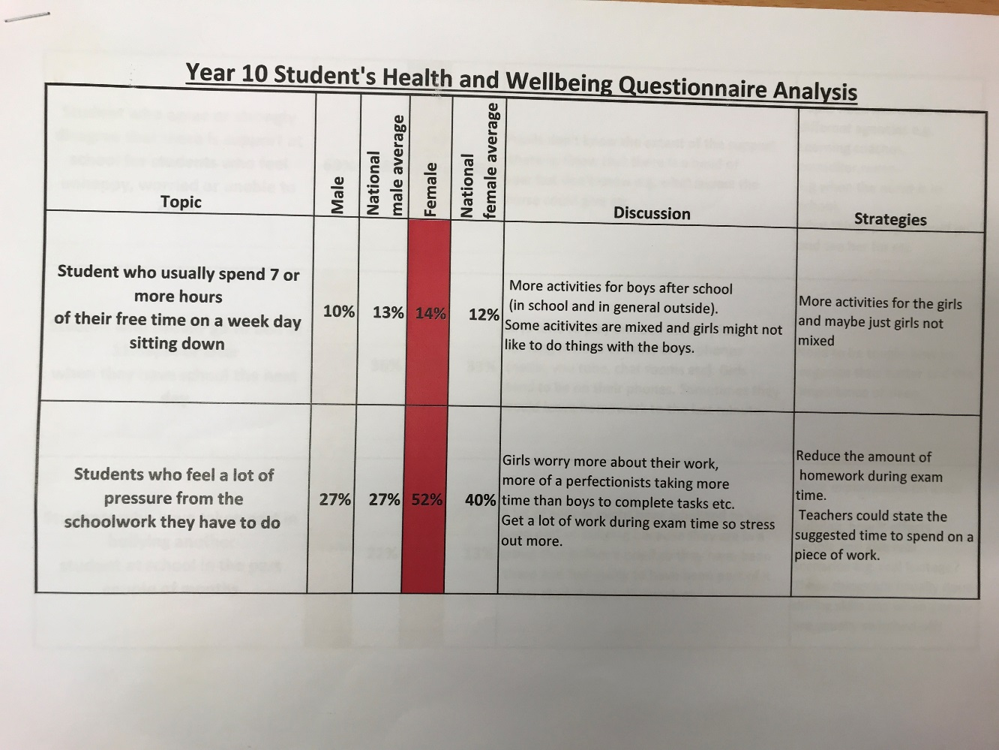 Year 10 Student's Health and Wellbeing Questionnaire Analysis
Topic
Male
National
male average
Female
National
female average
Discussion
Strategies
Student who usually spend 7 or
more hours
of their free time on a week day
sitting down
10%
13%
14%
12%
More activities for boys after school
(in school and in general outside).
Some acitivites are mixed and girls might not
like to do things with the boys.
More activities for the girls
and maybe just girls not
mixed
Students who feel a lot of
pressure from the
schoolwork they have to do
27%
27%
52%
40%
Girls worry more about their work,
more of a perfectionists taking more
time than boys to complete tasks etc.
Get a lot of work during exam time so stress
out more.
Reduce the amount of
homework during exam
time.
Teachers could state the
suggested time to spend on a
piece of work.